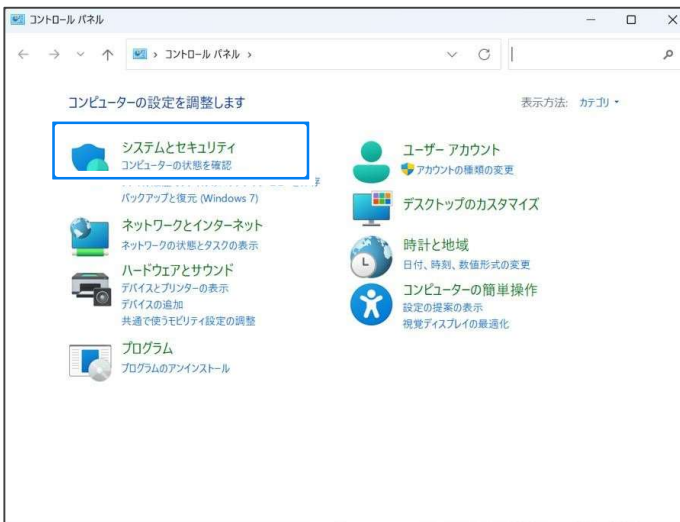 コントロール パネル
コントロール パネル
コンピューターの設定を調整します
表示方法: カテゴリ
システムとセキュリティ
コンピューターの状態を確認
バックアップと復元 (Windows 7)
ネットワークとインターネット
ネットワークの状態とタスクの表示
ハードウェアとサウンド
デバイスとプリンターの表示
デバイスの追加
共通で使うモビリティ設定の調整
プログラム
プログラムのアンインストール
ユーザー アカウント
アカウントの種類の変更
デスクトップのカスタマイズ
時計と地域
日付、時刻、数値形式の変更
コンピューターの簡単操作
設定の提案の表示
視覚ディスプレイの最適化